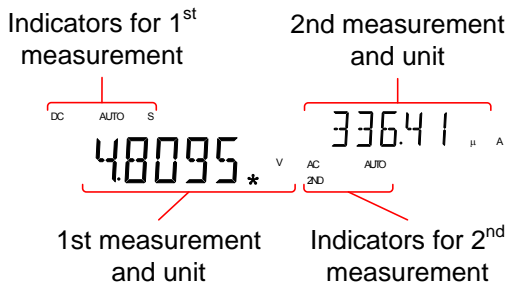 Indicators for 1st
measurement
2nd measurement
and unit
DC AUTO S
336.41 μ A
4.8095* V
AC AUTO
2ND
1st measurement
and unit
Indicators for 2nd
measurement